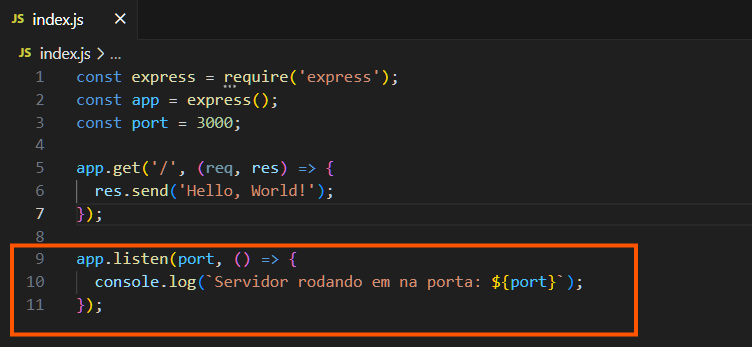 JS index.js ×
JS index.js > ...
1 const express = require('express');
2 const app = express();
3 const port = 3000;
4
5 app.get('/', (req, res) => {
6   res.send('Hello, World!');
7 });
8
9 app.listen(port, () => {
10   console.log(`Servidor rodando em na porta: ${port}`);
11 });